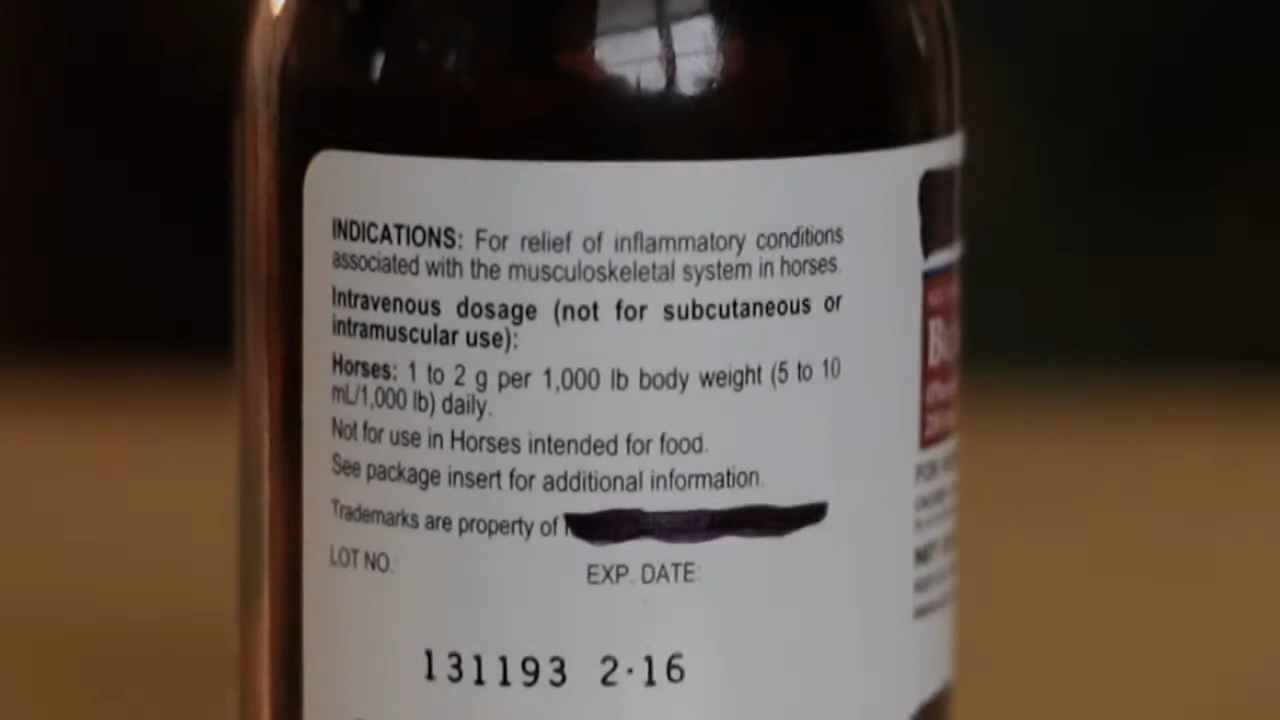 INDICATIONS: For relief of inflammatory conditions
associated with the musculoskeletal system in horses.
Intravenous dosage (not for subcutaneous or
intramuscular use):
Horses: 1 to 2 g per 1,000 lb body weight (5 to 10
mL/1,000 lb) daily.
Not for use in Horses intended for food.
See package insert for additional information.
Trademarks are property of
LOT NO.:
EXP. DATE:
131193 2·16